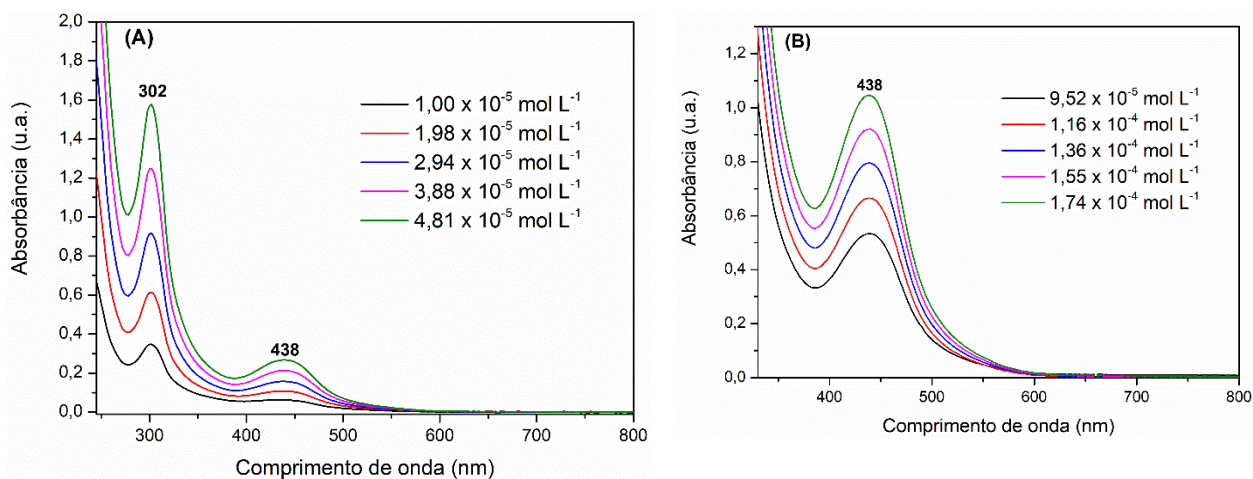 (A)
302
438
1,00 x 10⁻⁵ mol L⁻¹
1,98 x 10⁻⁵ mol L⁻¹
2,94 x 10⁻⁵ mol L⁻¹
3,88 x 10⁻⁵ mol L⁻¹
4,81 x 10⁻⁵ mol L⁻¹
Absorbância (u.a.)
2,0
1,8
1,6
1,4
1,2
1,0
0,8
0,6
0,4
0,2
0,0
300 400 500 600 700 800
Comprimento de onda (nm)
(B)
438
9,52 x 10⁻⁵ mol L⁻¹
1,16 x 10⁻⁴ mol L⁻¹
1,36 x 10⁻⁴ mol L⁻¹
1,55 x 10⁻⁴ mol L⁻¹
1,74 x 10⁻⁴ mol L⁻¹
Absorbância (u.a.)
1,2
1,0
0,8
0,6
0,4
0,2
0,0
400 500 600 700 800
Comprimento de onda (nm)